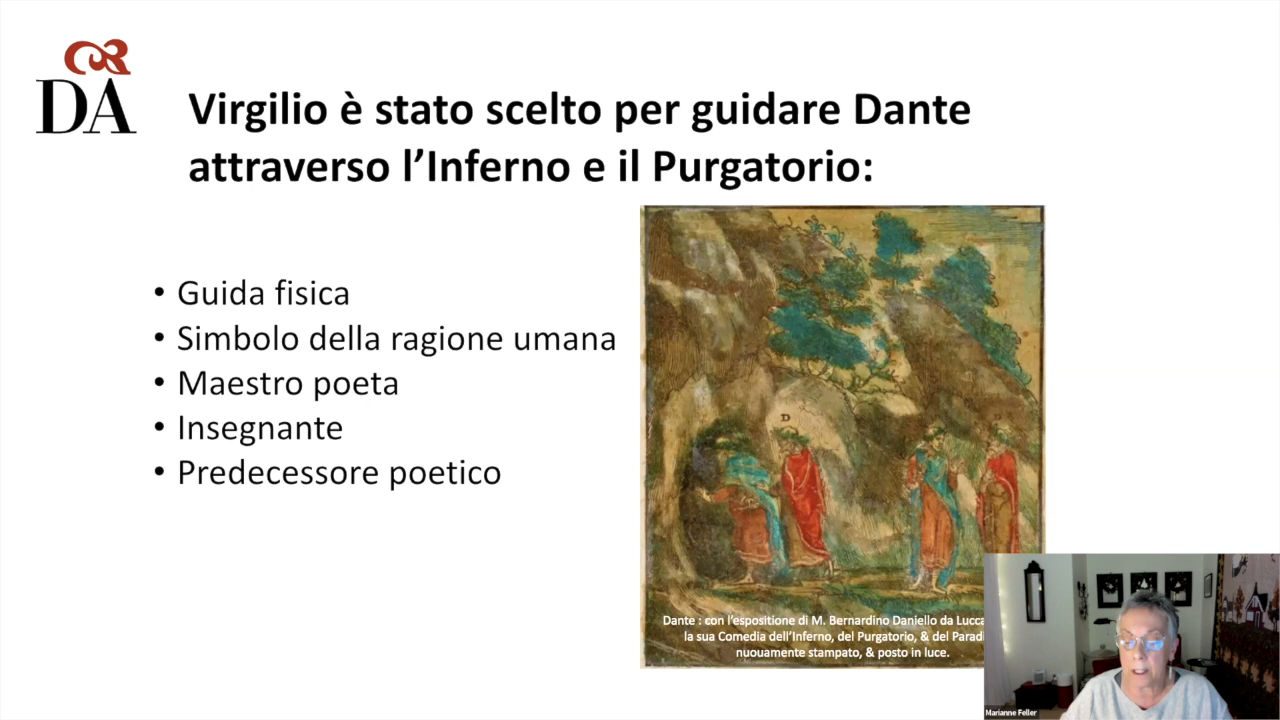 DA
Virgilio è stato scelto per guidare Dante
attraverso l’Inferno e il Purgatorio:
• Guida fisica
• Simbolo della ragione umana
• Maestro poeta
• Insegnante
• Predecessore poetico
D
Dante : con l’espositione di M. Bernardino Daniello da Lucca
la sua Comedia dell’Inferno, del Purgatorio, & del Paradi
nuouamente stampato, & posto in luce.
Marianne Feller